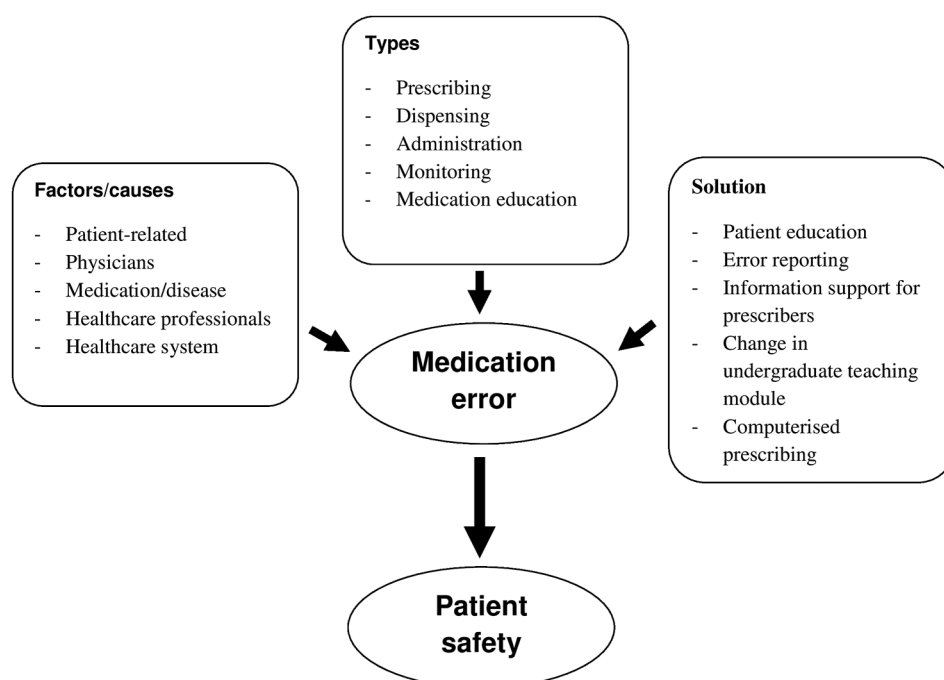 Types
- Prescribing
- Dispensing
- Administration
- Monitoring
- Medication education
Factors/causes
- Patient-related
- Physicians
- Medication/disease
- Healthcare professionals
- Healthcare system
Solution
- Patient education
- Error reporting
- Information support for
prescribers
- Change in
undergraduate teaching
module
- Computerised
prescribing
Medication
error
Patient
safety